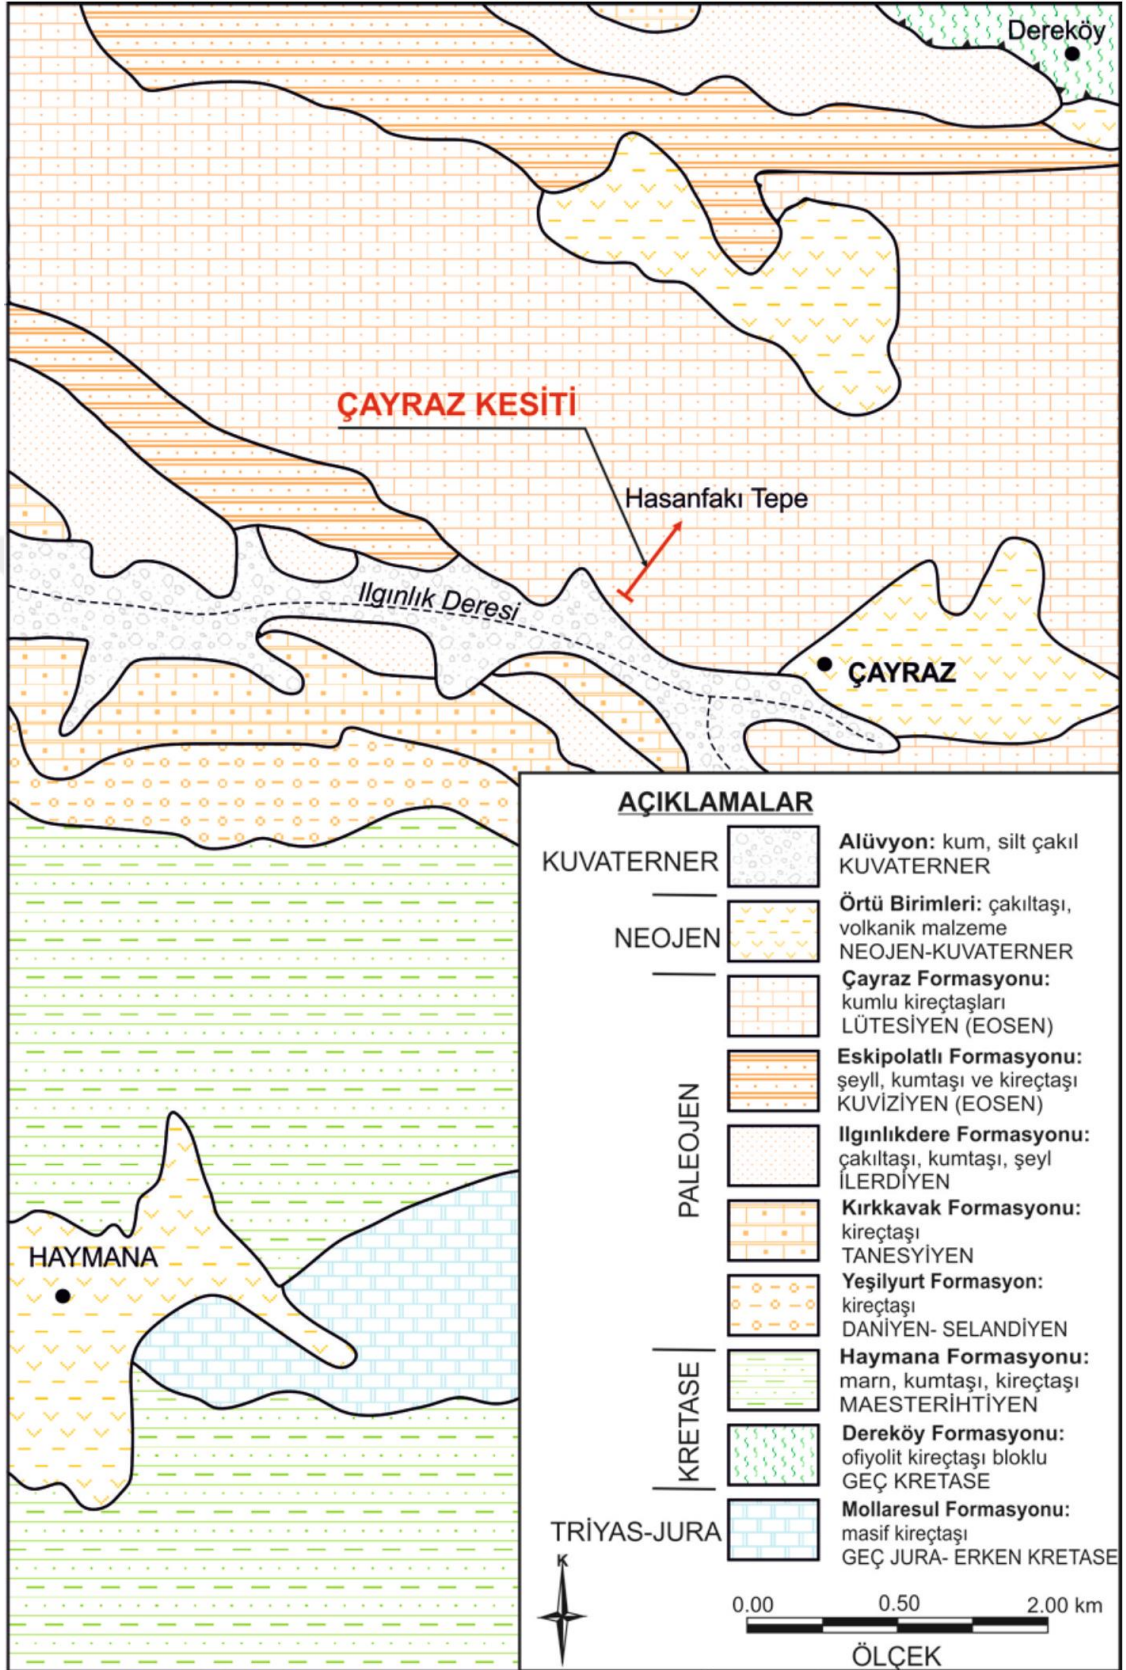 Dereköy
ÇAYRAZ KESİTİ
Hasanfakı Tepe
Ilgınlık Deresi
ÇAYRAZ
HAYMANA
AÇIKLAMALAR
KUVATERNER
Alüvyon: kum, silt çakıl
KUVATERNER
NEOJEN
Örtü Birimleri: çakıltaşı,
volkanik malzeme
NEOJEN-KUVATERNER
PALEOJEN
Çayraz Formasyonu:
kumlu kireçtaşları
LÜTESİYEN (EOSEN)
Eskipolatlı Formasyonu:
şeyll, kumtaşı ve kireçtaşı
KUVİZİYEN (EOSEN)
Ilgınlıkdere Formasyonu:
çakıltaşı, kumtaşı, şeyl
İLERDİYEN
Kırkkavak Formasyonu:
kireçtaşı
TANESYİYEN
Yeşilyurt Formasyon:
kireçtaşı
DANİYEN- SELANDİYEN
KRETASE
Haymana Formasyonu:
marn, kumtaşı, kireçtaşı
MAESTERİHTİYEN
Dereköy Formasyonu:
ofiyolit kireçtaşı bloklu
GEÇ KRETASE
TRİYAS-JURA
Mollaresul Formasyonu:
masif kireçtaşı
GEÇ JURA- ERKEN KRETASE
K
0.00 0.50 2.00 km
ÖLÇEK